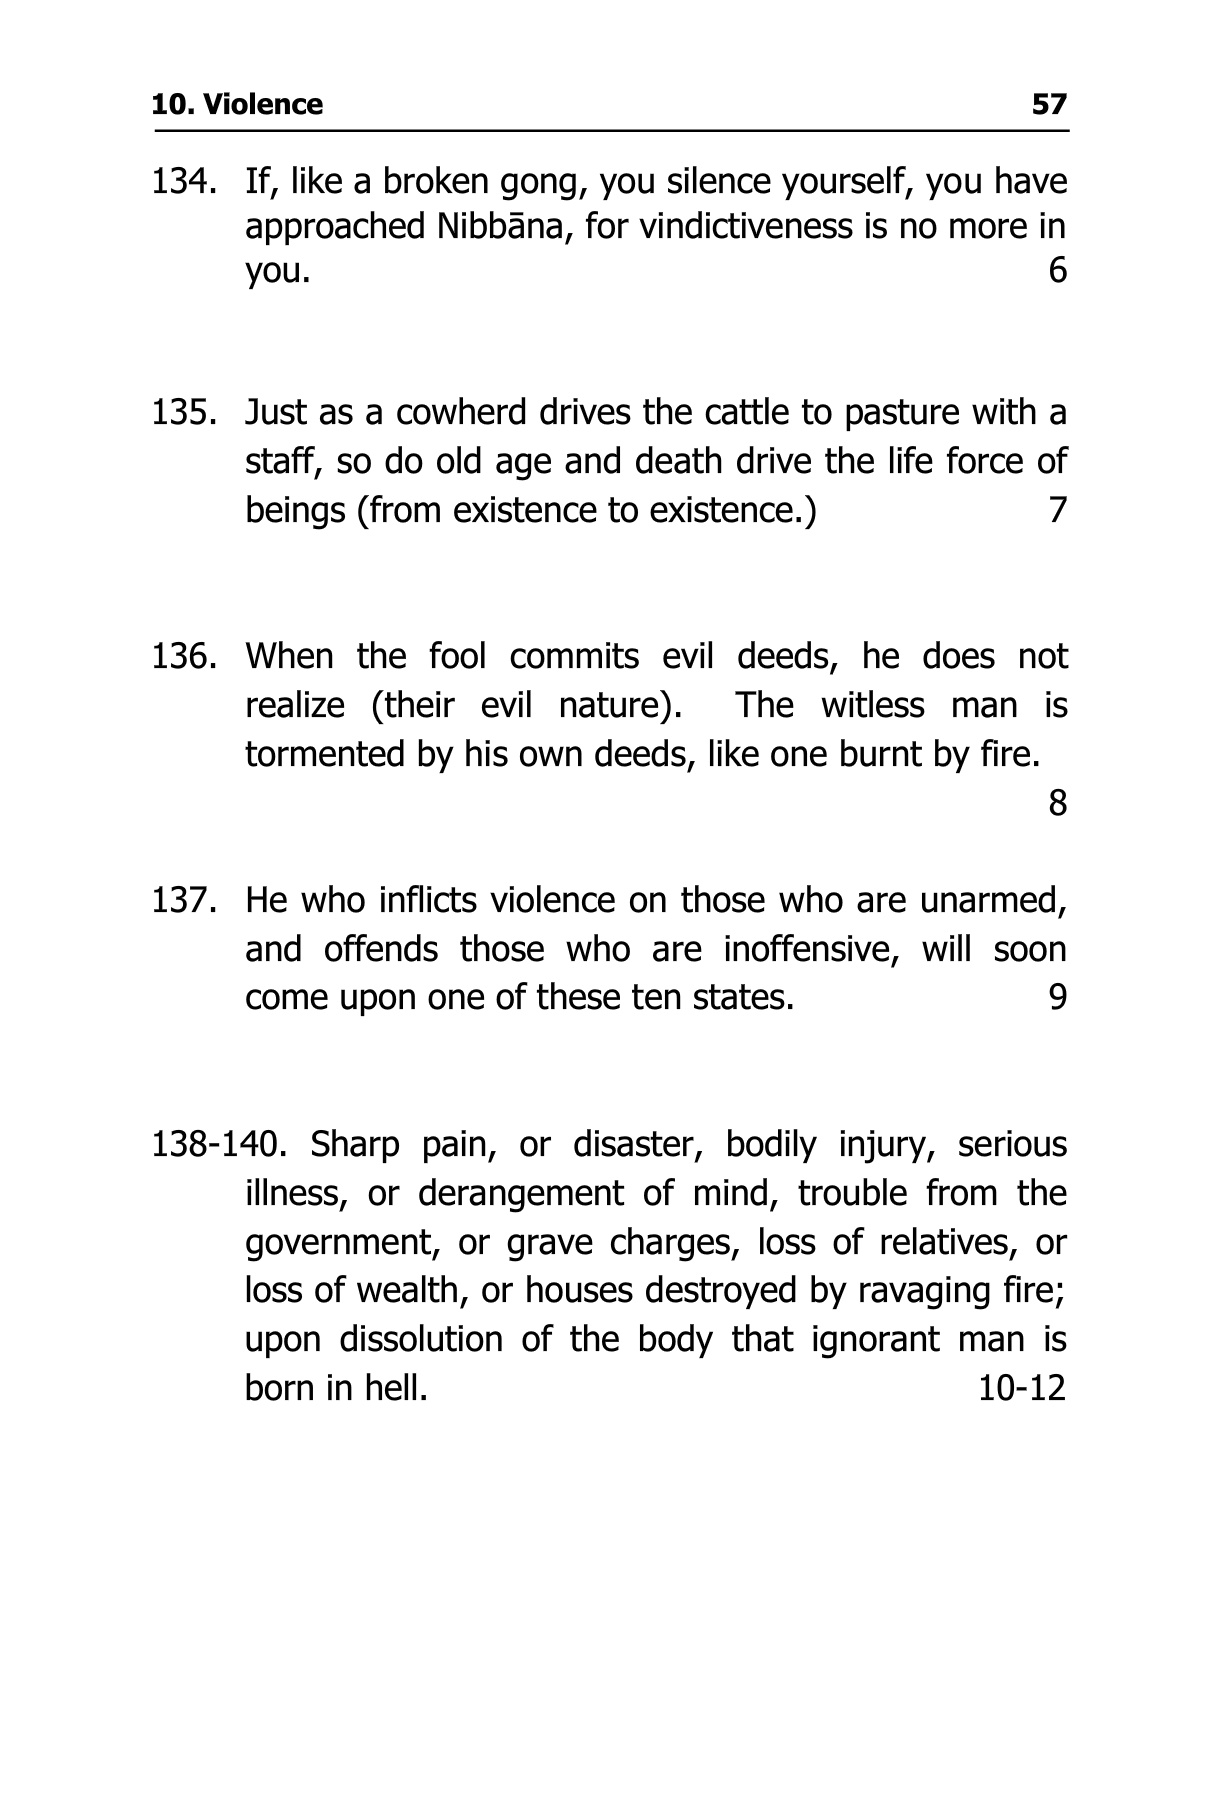 10. Violence 57
134. If, like a broken gong, you silence yourself, you have
approached Nibbāna, for vindictiveness is no more in
you. 6
135. Just as a cowherd drives the cattle to pasture with a
staff, so do old age and death drive the life force of
beings (from existence to existence.) 7
136. When the fool commits evil deeds, he does not
realize (their evil nature). The witless man is
tormented by his own deeds, like one burnt by fire.
8
137. He who inflicts violence on those who are unarmed,
and offends those who are inoffensive, will soon
come upon one of these ten states. 9
138-140. Sharp pain, or disaster, bodily injury, serious
illness, or derangement of mind, trouble from the
government, or grave charges, loss of relatives, or
loss of wealth, or houses destroyed by ravaging fire;
upon dissolution of the body that ignorant man is
born in hell. 10-12